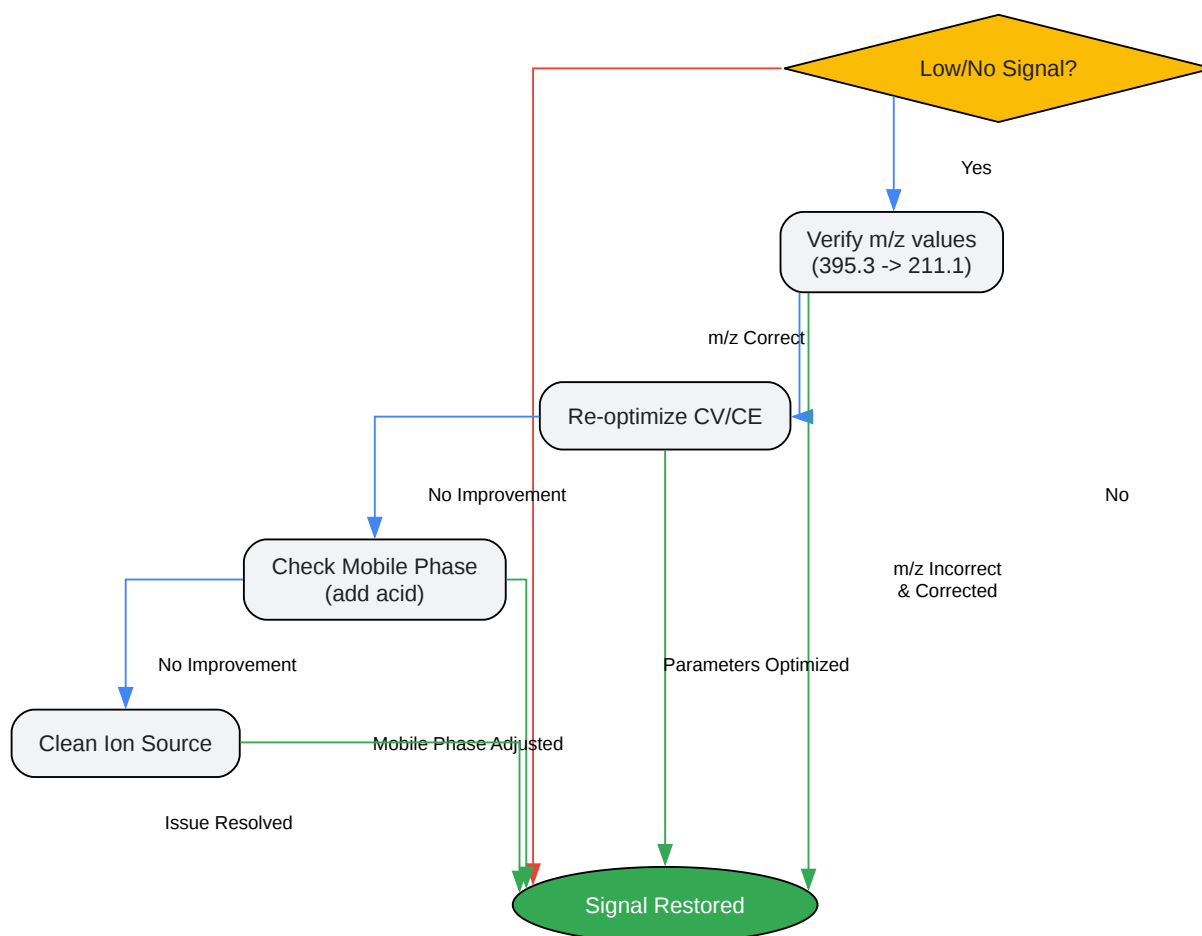 Low/No Signal?
Yes
Verify m/z values
(395.3 -> 211.1)
m/z Correct
Re-optimize CV/CE
No Improvement
No
Check Mobile Phase
(add acid)
m/z Incorrect
& Corrected
No Improvement
Parameters Optimized
Clean Ion Source
Mobile Phase Adjusted
Issue Resolved
Signal Restored